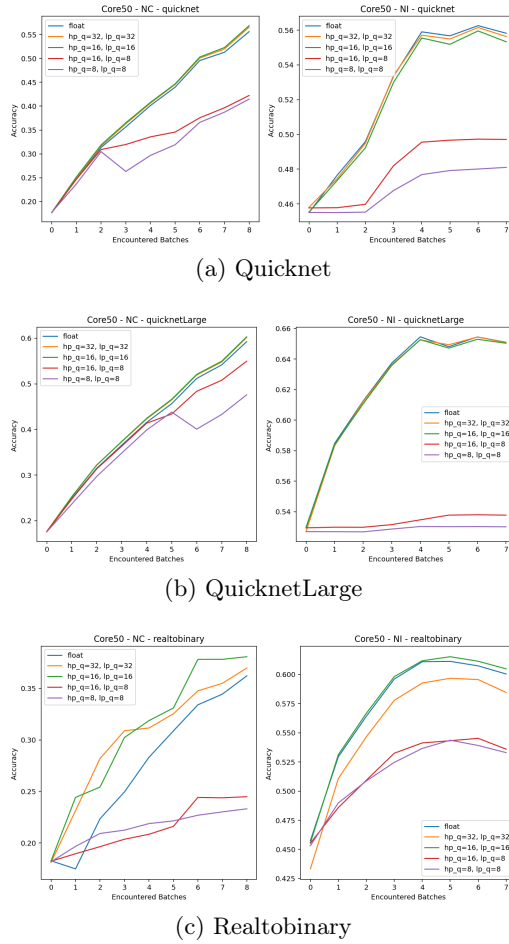 Core50 - NC - quicknet
Accuracy
0.55
0.50
0.45
0.40
0.35
0.30
0.25
0.20
float
hp_q=32, lp_q=32
hp_q=16, lp_q=16
hp_q=16, lp_q=8
hp_q=8, lp_q=8
0 1 2 3 4 5 6 7 8
Encountered Batches
Core50 - NI - quicknet
Accuracy
0.56
0.54
0.52
0.50
0.48
0.46
float
hp_q=32, lp_q=32
hp_q=16, lp_q=16
hp_q=16, lp_q=8
hp_q=8, lp_q=8
0 1 2 3 4 5 6 7
Encountered Batches
(a) Quicknet
Core50 - NC - quicknetLarge
Accuracy
0.6
0.5
0.4
0.3
0.2
float
hp_q=32, lp_q=32
hp_q=16, lp_q=16
hp_q=16, lp_q=8
hp_q=8, lp_q=8
0 1 2 3 4 5 6 7 8
Encountered Batches
Core50 - NI - quicknetLarge
Accuracy
0.66
0.64
0.62
0.60
0.58
0.56
0.54
float
hp_q=32, lp_q=32
hp_q=16, lp_q=16
hp_q=16, lp_q=8
hp_q=8, lp_q=8
0 1 2 3 4 5 6 7
Encountered Batches
(b) QuicknetLarge
Core50 - NC - realtobinary
Accuracy
0.35
0.30
0.25
0.20
float
hp_q=32, lp_q=32
hp_q=16, lp_q=16
hp_q=16, lp_q=8
hp_q=8, lp_q=8
0 1 2 3 4 5 6 7 8
Encountered Batches
Core50 - NI - realtobinary
Accuracy
0.600
0.575
0.550
0.525
0.500
0.475
0.450
0.425
float
hp_q=32, lp_q=32
hp_q=16, lp_q=16
hp_q=16, lp_q=8
hp_q=8, lp_q=8
0 1 2 3 4 5 6 7
Encountered Batches
(c) Realtobinary